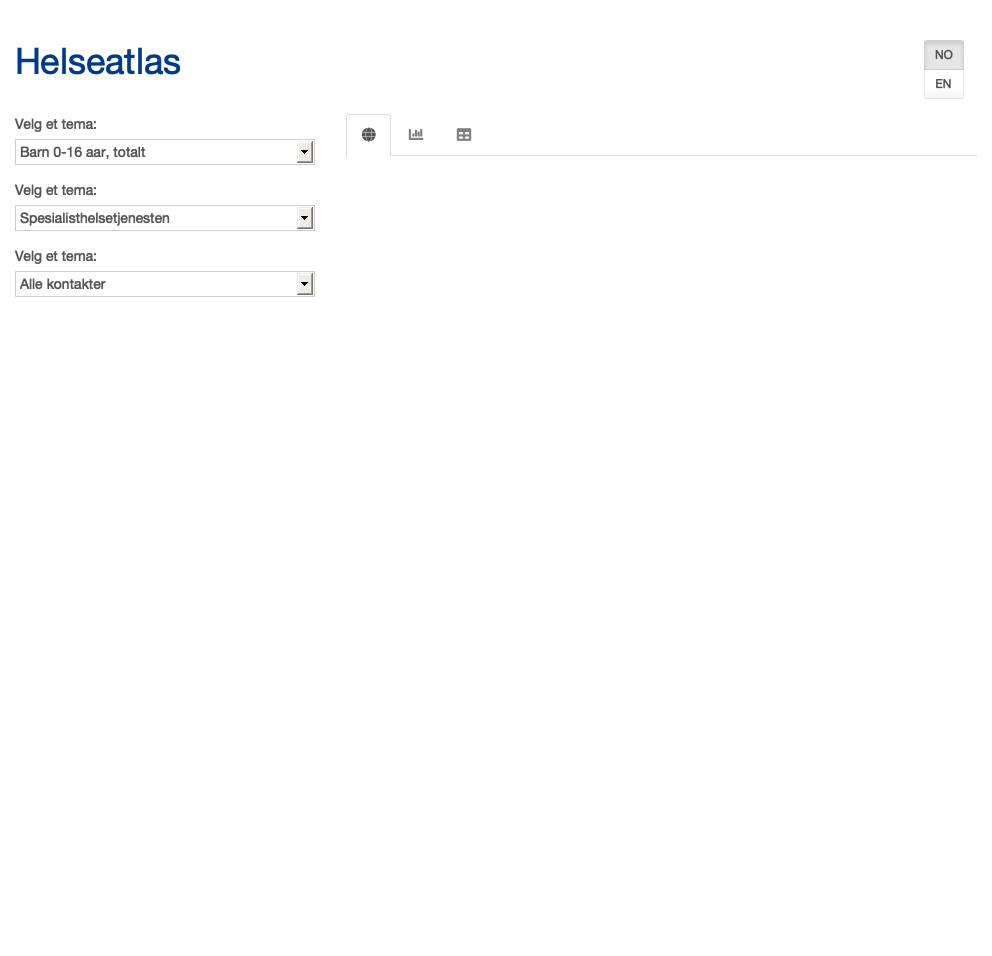 Helseatlas
NO
EN
Velg et tema:
Barn 0-16 aar, totalt
Velg et tema:
Spesialisthelsetjenesten
Velg et tema:
Alle kontakter